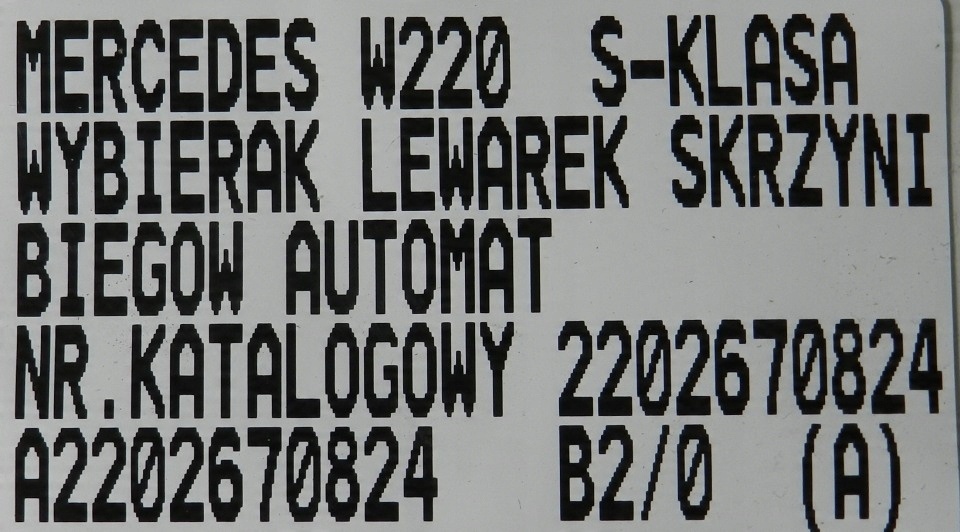 MERCEDES W220 S-KLASA
WYBIERAK LEWAREK SKRZYNI
BIEGOW AUTOMAT
NR.KATALOGOWY 2202670824
A2202670824 B2/0 (A)